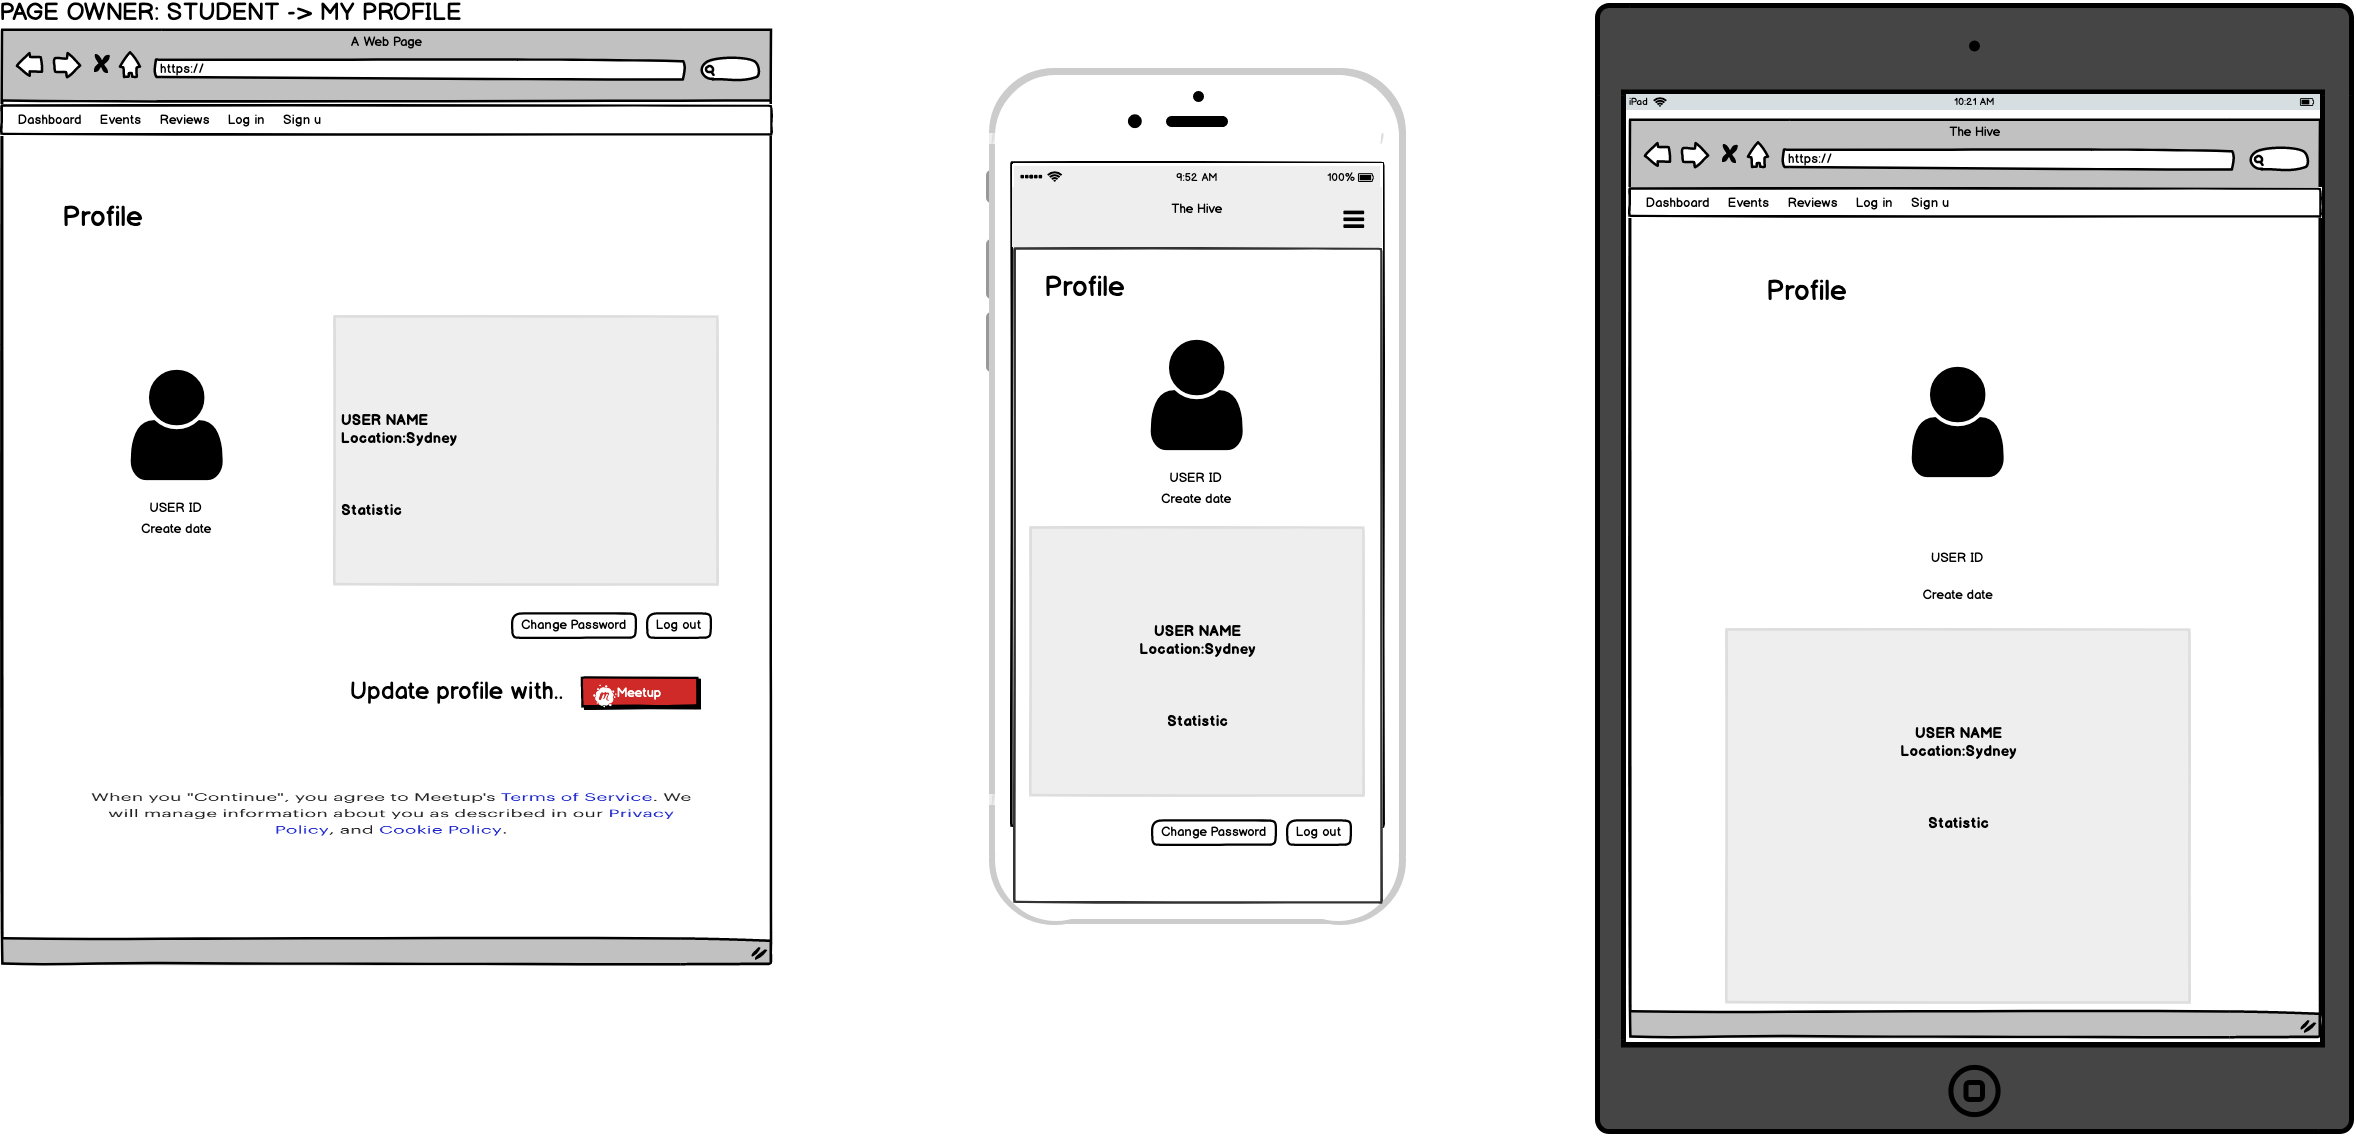 PAGE OWNER: STUDENT -> MY PROFILE
A Web Page
https://
Dashboard Events Reviews Log in Sign u
Profile
USER NAME
Location:Sydney
Statistic
USER ID
Create date
Change Password Log out
Update profile with..
m Meetup
When you "Continue", you agree to Meetup's Terms of Service. We
will manage information about you as described in our Privacy
Policy, and Cookie Policy.
9:52 AM 100%
The Hive
Profile
USER ID
Create date
USER NAME
Location:Sydney
Statistic
Change Password Log out
iPad 10:21 AM
The Hive
https://
Dashboard Events Reviews Log in Sign u
Profile
USER ID
Create date
USER NAME
Location:Sydney
Statistic